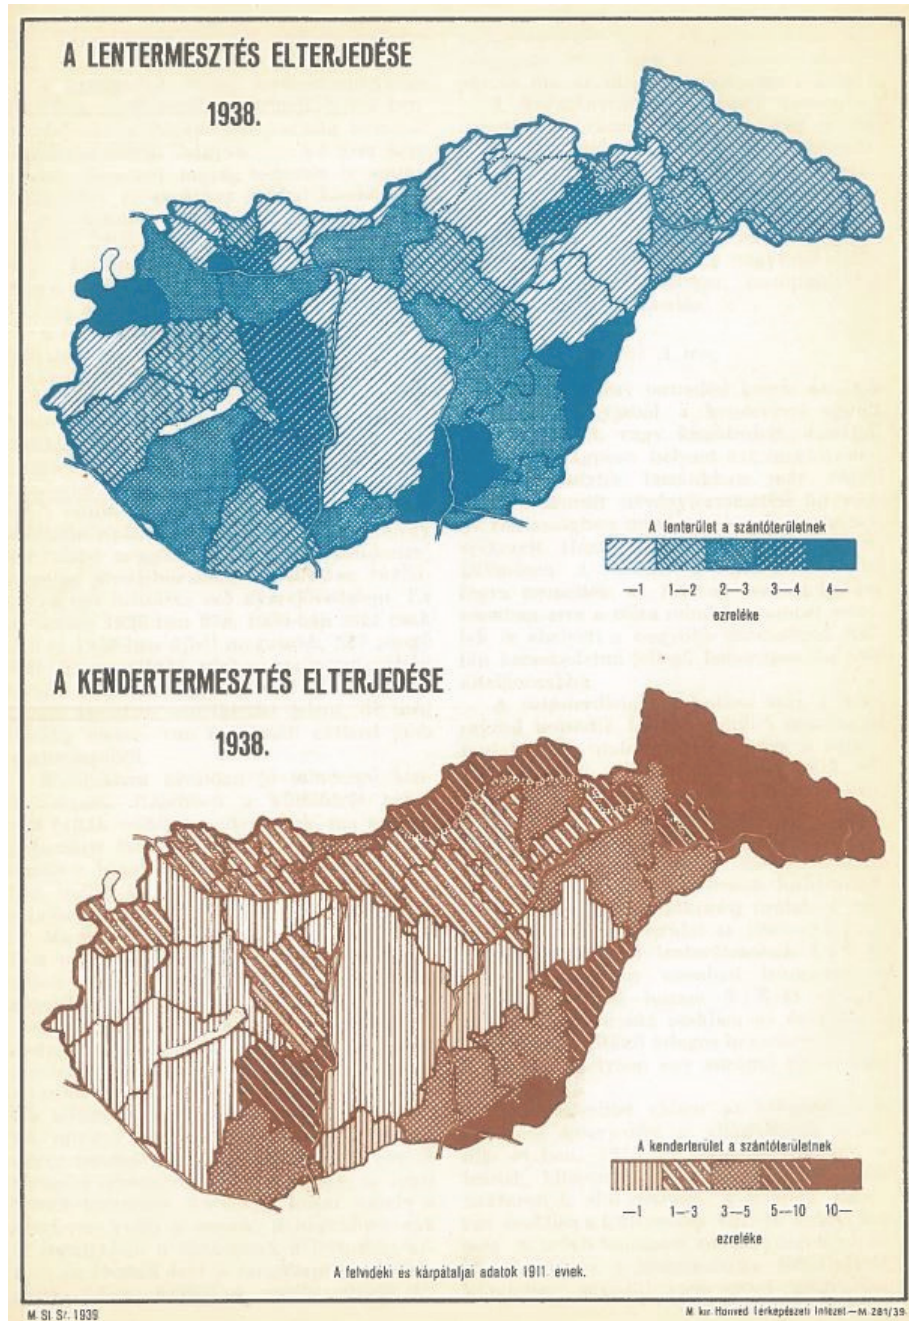 A LENTERMESZTÉS ELTERJEDÉSE
1938.
A lenterület a szántóterületnek
—1 1—2 2—3 3—4 4—
ezreléke
A KENDERTERMESZTÉS ELTERJEDÉSE
1938.
A kenderterület a szántóterületnek
—1 1—3 3—5 5—10 10—
ezreléke
A felvidéki és kárpátaljai adatok 1911. éviek.
M. St. Sz. 1939
M. kir. Honvéd Térképészeti Intézet.—M. 281/39.